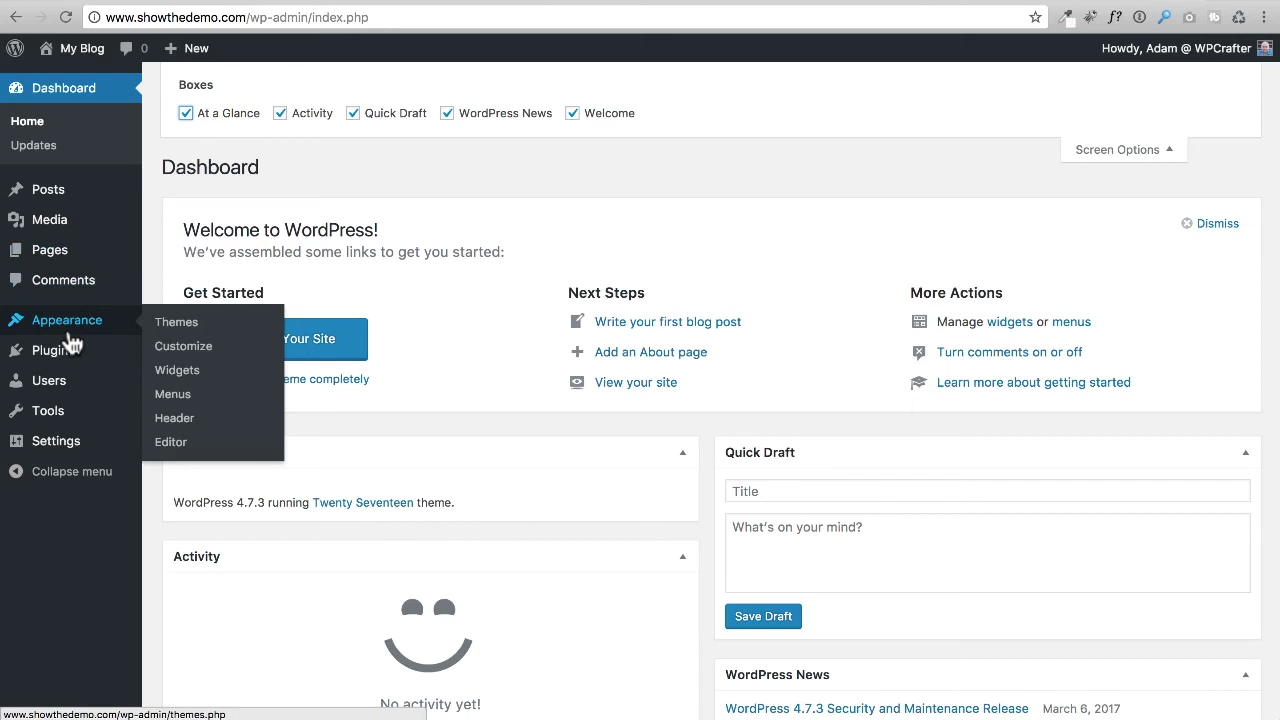 www.showthedemo.com/wp-admin/index.php
My Blog 0 New Howdy, Adam @ WPCrafter
Dashboard
Home
Updates
Posts
Media
Pages
Comments
Appearance
Plugin
Users
Tools
Settings
Collapse menu
Themes
Customize
Widgets
Menus
Header
Editor
Boxes
At a Glance Activity Quick Draft WordPress News Welcome
Screen Options
Dashboard
Welcome to WordPress!
We've assembled some links to get you started:
Dismiss
Get Started
Your Site
eme completely
Next Steps
Write your first blog post
Add an About page
View your site
More Actions
Manage widgets or menus
Turn comments on or off
Learn more about getting started
WordPress 4.7.3 running Twenty Seventeen theme.
Activity
No activity yet!
Quick Draft
Title
What's on your mind?
Save Draft
WordPress News
WordPress 4.7.3 Security and Maintenance Release March 6, 2017
www.showthedemo.com/wp-admin/themes.php